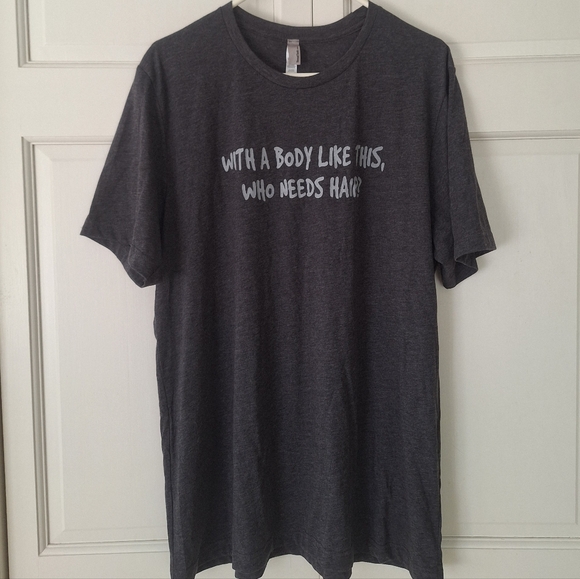 WITH A BODY LIKE THIS,
WHO NEEDS HAIR?